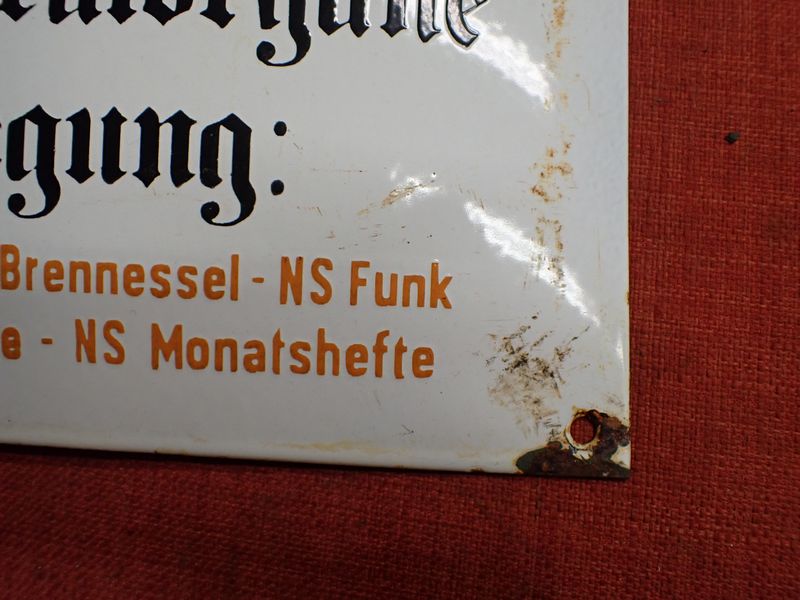 gung:
Brennessel - NS Funk
e - NS Monatshefte